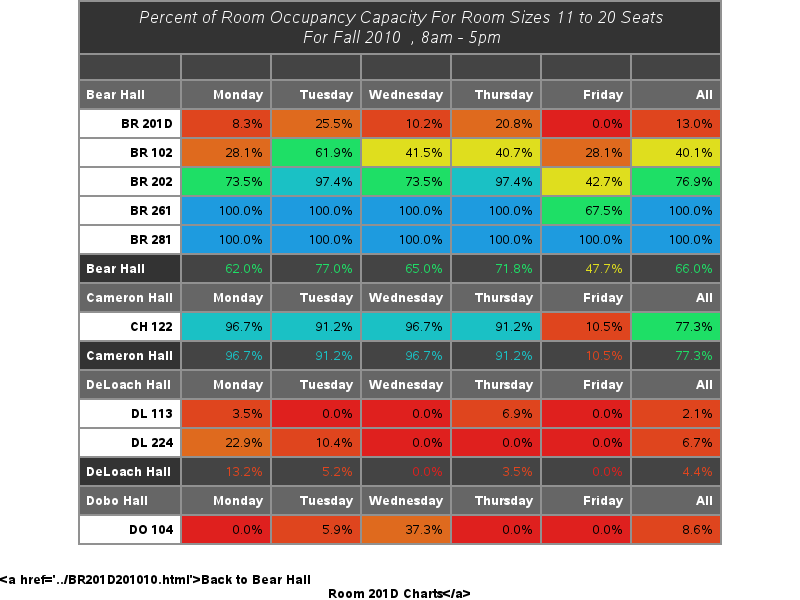 Percent of Room Occupancy Capacity For Room Sizes 11 to 20 Seats
For Fall 2010 , 8am - 5pm
Bear Hall Monday Tuesday Wednesday Thursday Friday All
BR 201D 8.3% 25.5% 10.2% 20.8% 0.0% 13.0%
BR 102 28.1% 61.9% 41.5% 40.7% 28.1% 40.1%
BR 202 73.5% 97.4% 73.5% 97.4% 42.7% 76.9%
BR 261 100.0% 100.0% 100.0% 100.0% 67.5% 100.0%
BR 281 100.0% 100.0% 100.0% 100.0% 100.0% 100.0%
Bear Hall 62.0% 77.0% 65.0% 71.8% 47.7% 66.0%
Cameron Hall Monday Tuesday Wednesday Thursday Friday All
CH 122 96.7% 91.2% 96.7% 91.2% 10.5% 77.3%
Cameron Hall 96.7% 91.2% 96.7% 91.2% 10.5% 77.3%
DeLoach Hall Monday Tuesday Wednesday Thursday Friday All
DL 113 3.5% 0.0% 0.0% 6.9% 0.0% 2.1%
DL 224 22.9% 10.4% 0.0% 0.0% 0.0% 6.7%
DeLoach Hall 13.2% 5.2% 0.0% 3.5% 0.0% 4.4%
Dobo Hall Monday Tuesday Wednesday Thursday Friday All
DO 104 0.0% 5.9% 37.3% 0.0% 0.0% 8.6%
<a href='../BR201D201010.html'>Back to Bear Hall
Room 201D Charts</a>